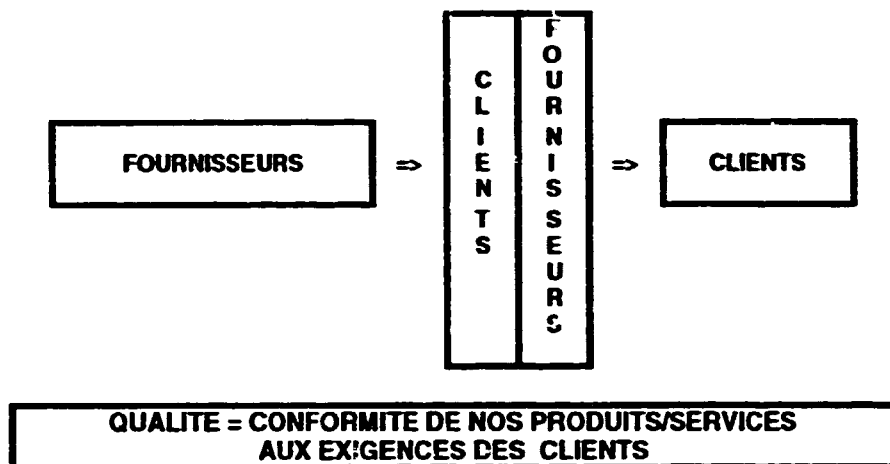 FOURNISSEURS
⇒
CLIENTS
FOURNISSEURS
⇒
CLIENTS
QUALITE = CONFORMITE DE NOS PRODUITS/SERVICES
AUX EXIGENCES DES CLIENTS